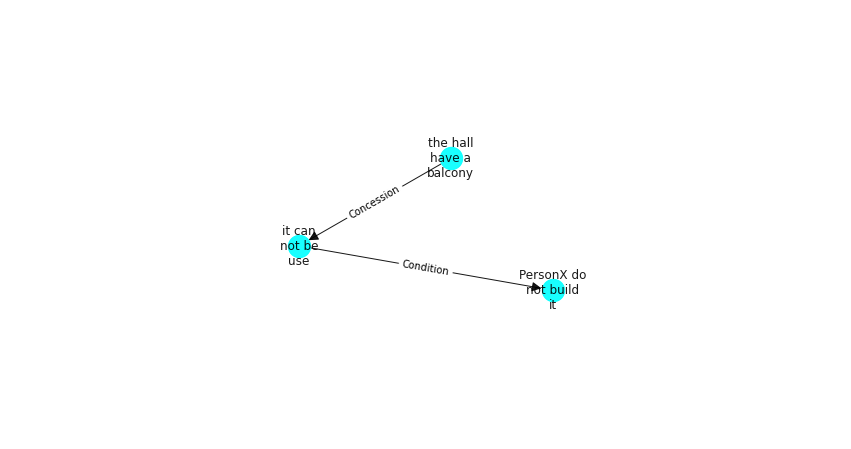 the hall
have a
balcony
Concession
it can
not be
use
Condition
PersonX do
not build
it